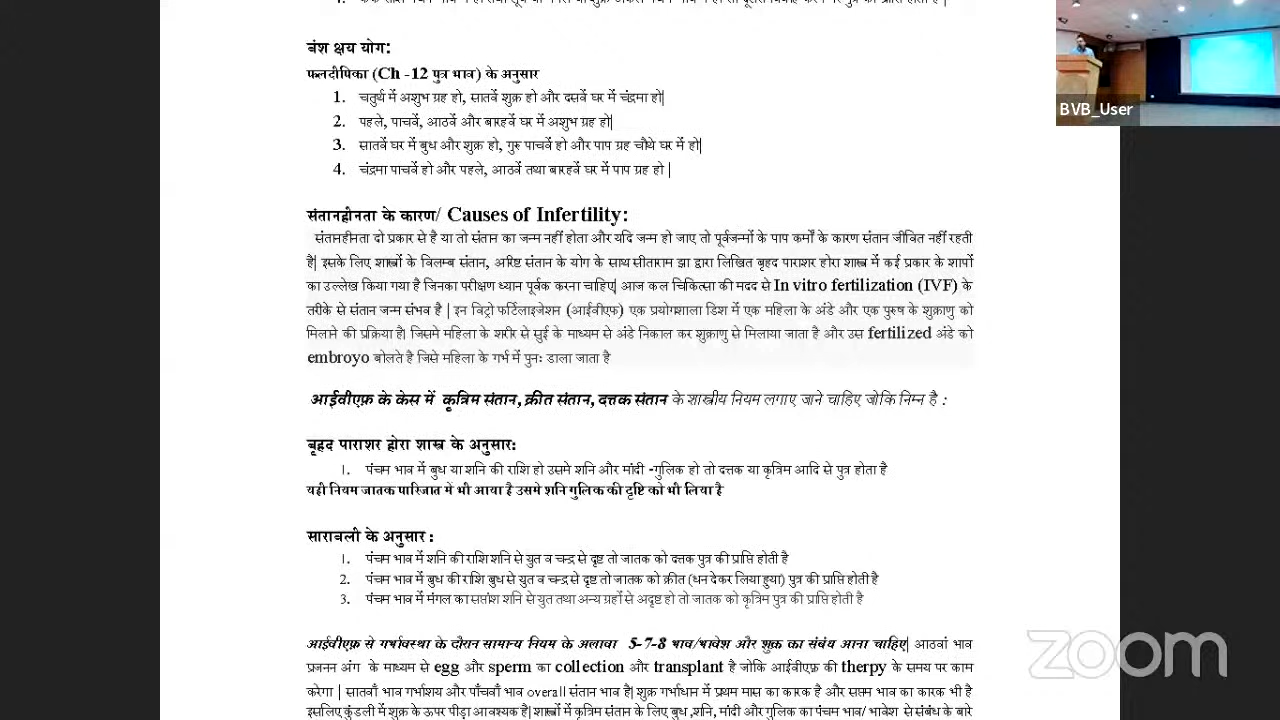 बंश क्षय योग:
फलदीपिका (Ch -12 पुत्र भाव) के अनुसार
1. चतुर्थ में अशुभ ग्रह हो, सातवें शुक्र हो और दसवें घर में चंद्रमा हो|
2. पहले, पाचवें, आठवें और बारहवें घर में अशुभ ग्रह हो|
3. सातवें घर में बुध और शुक्र हो, गुरु पाचवें हो और पाप ग्रह चौथे घर में हो|
4. चंद्रमा पाचवें हो और पहले, आठवें तथा बारहवें घर में पाप ग्रह हो |
संतानहीनता के कारण/ Causes of Infertility:
संतानहीनता दो प्रकार से है या तो संतान का जन्म नहीं होता और यदि जन्म हो जाए तो पूर्वजन्मों के पाप कर्मों के कारण संतान जीवित नहीं रहती
है| इसके लिए शास्त्रों के विलम्ब संतान, अरिष्ट संतान के योग के साथ सीताराम झा द्वारा लिखित बृहद पाराशर होरा शास्त्र में कई प्रकार के शापों
का उल्लेख किया गया है जिनका परीक्षण ध्यान पूर्वक करना चाहिए| आज कल चिकित्सा की मदद से In vitro fertilization (IVF) के
तरीके से संतान जन्म संभव है | इन विट्रो फर्टिलाइजेशन (आईवीएफ) एक प्रयोगशाला डिश में एक महिला के अंडे और एक पुरुष के शुक्राणु को
मिलाने की प्रक्रिया है| जिसमे महिला के शरीर से सुई के माध्यम से अंडे निकाल कर शुक्राणु से मिलाया जाता है और उस fertilized अंडे को
embroyo बोलते है जिसे महिला के गर्भ में पुनः डाला जाता है
आईवीएफ़ के केस में कृत्रिम संतान, क्रीत संतान, दत्तक संतान के शास्त्रीय नियम लगाए जाने चाहिए जोकि निम्न है :
बृहद पाराशर होरा शास्त्र के अनुसार:
1. पंचम भाव में बुध या शनि की राशि हो उसमे शनि और मांदी -गुलिक हो तो दत्तक या कृत्रिम आदि से पुत्र होता है
यही नियम जातक पारिजात में भी आया है उसमे शनि गुलिक की दृष्टि को भी लिया है
सारावली के अनुसार :
1. पंचम भाव में शनि की राशि शनि से युत व चन्द्र से दृष्ट तो जातक को दत्तक पुत्र की प्राप्ति होती है
2. पंचम भाव में बुध की राशि बुध से युत व चन्द्र से दृष्ट तो जातक को क्रीत (धन देकर लिया हुया) पुत्र की प्राप्ति होती है
3. पंचम भाव में मंगल का सप्तांश शनि से युत तथा अन्य ग्रहों से अदृष्ट हो तो जातक को कृत्रिम पुत्र की प्राप्ति होती है
आईवीएफ़ से गर्भावस्था के दौरान सामान्य नियम के अलावा 5-7-8 भाव/भावेश और शुक्र का संबंध आना चाहिए| आठवां भाव
प्रजनन अंग के माध्यम से egg और sperm का collection और transplant है जोकि आईवीएफ़ की therpy के समय पर काम
करेगा | सातवाँ भाव गर्भाशय और पाँचवाँ भाव overall संतान भाव है| शुक्र गर्भाधान में प्रथम मास का कारक है और सप्तम भाव का कारक भी है
इसलिए कुंडली में शुक्र के ऊपर पीड़ा आवश्यक है| शास्त्रों में कृत्रिम संतान के लिए बुध ,शनि, मांदी और गुलिक का पंचम भाव/ भावेश से संबंध के बारे
BVB_User
zoom